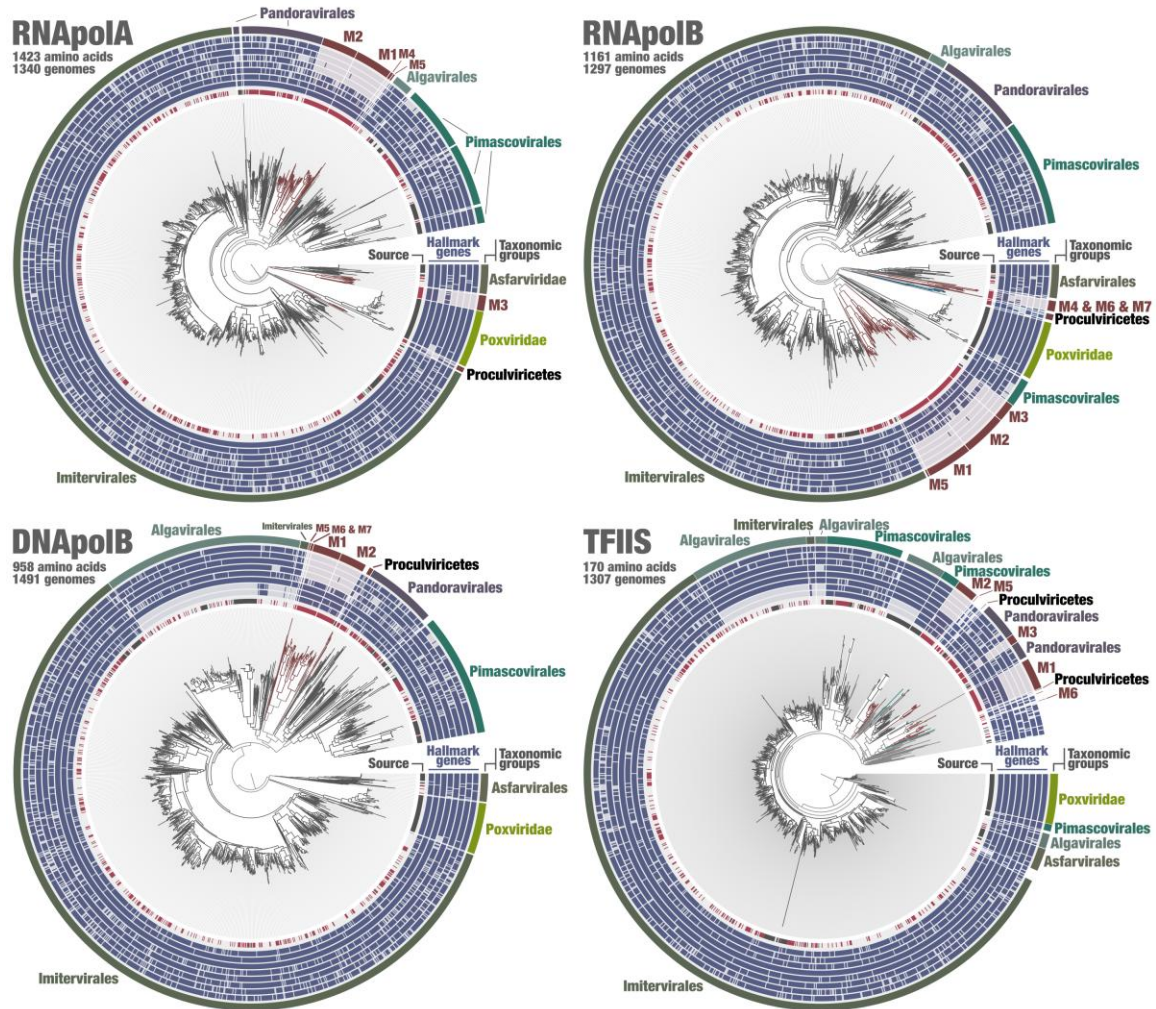 RNApolA
1423 amino acids
1340 genomes
Pandoravirales
M2
M1
M4
M5
Algavirales
Pimascovirales
Source
Hallmark
genes
Taxonomic
groups
Asfarviridae
M3
Poxviridae
Proculviricetes
Imitervirales
RNApolB
1161 amino acids
1297 genomes
Algavirales
Pandoravirales
Pimascovirales
Source
Hallmark
genes
Taxonomic
groups
Asfarvirales
M4 & M6 & M7
Proculviricetes
Poxviridae
Pimascovirales
M3
M2
M1
M5
Imitervirales
DNApolB
958 amino acids
1491 genomes
Algavirales
Imitervirales
M5
M6 & M7
M1
M2
Proculviricetes
Pandoravirales
Pimascovirales
Source
Hallmark
genes
Taxonomic
groups
Asfarvirales
Poxviridae
Imitervirales
TFIIS
170 amino acids
1307 genomes
Imitervirales
Algavirales
Algavirales
Pimascovirales
Algavirales
Pimascovirales
M2
M5
Proculviricetes
Pandoravirales
M3
Pandoravirales
M1
Proculviricetes
M6
Source
Hallmark
genes
Taxonomic
groups
Poxviridae
Pimascovirales
Algavirales
Asfarvirales
Imitervirales